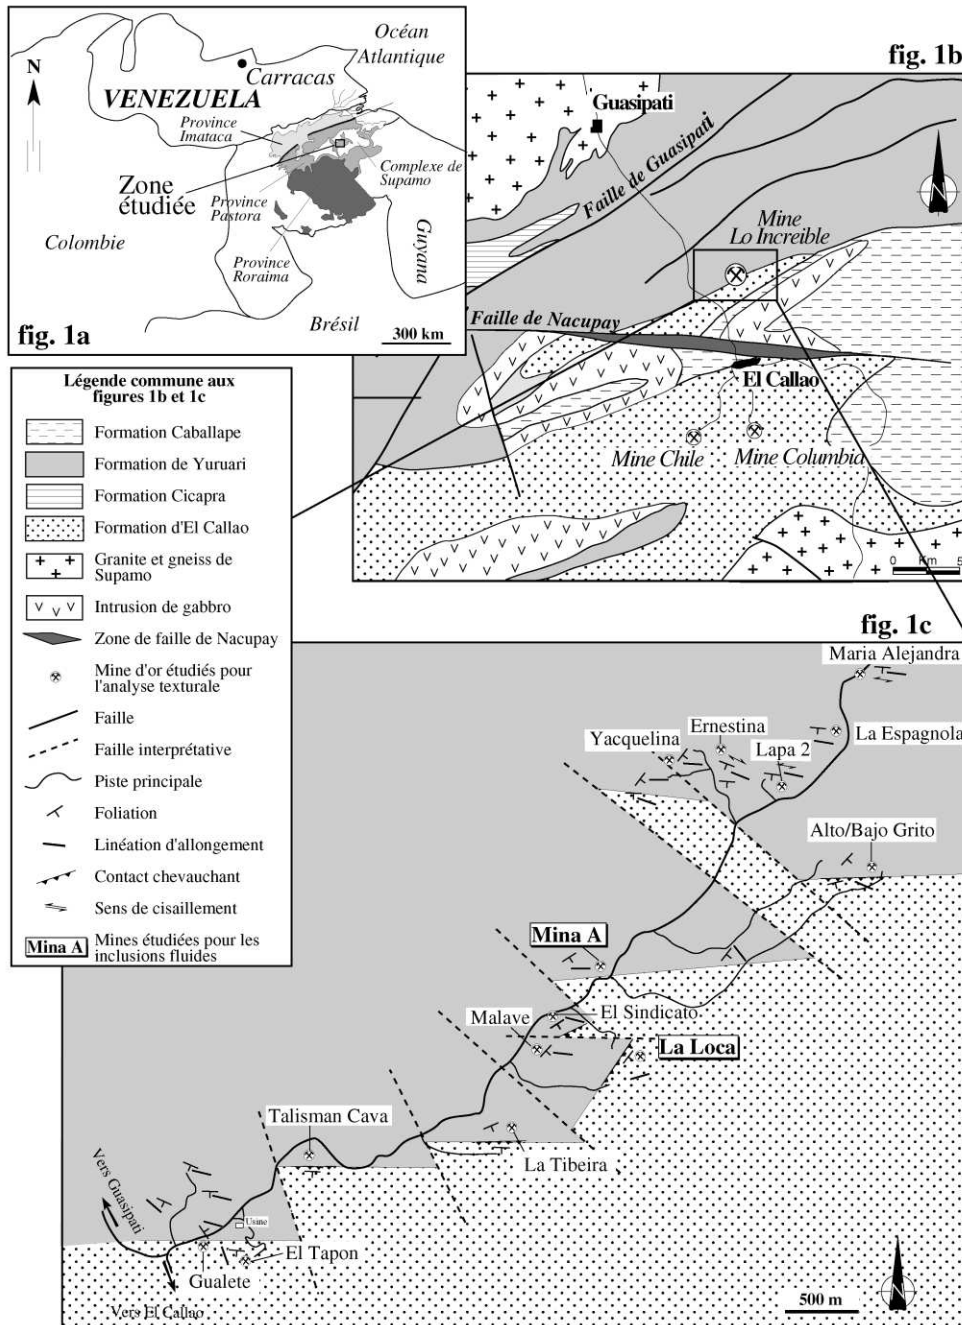 Océan
Atlantique
N
Carracas
VENEZUELA
Province
Imataca
Complexe de
Supamo
Zone
étudiée
Province
Pastora
Colombie
Guyana
Province
Roraima
Brésil
fig. 1a
300 km
fig. 1b
Guasipati
Faille de Guasipati
N
Mine
Lo Increible
Faille de Nacupay
El Callao
Mine Chile
Mine Columbia
0 Km 5
Légende commune aux
figures 1b et 1c
Formation Caballape
Formation de Yuruari
Formation Cicapra
Formation d'El Callao
Granite et gneiss de
Supamo
Intrusion de gabbro
Zone de faille de Nacupay
Mine d'or étudiés pour
l'analyse texturale
Faille
Faille interprétative
Piste principale
Foliation
Linéation d'allongement
Contact chevauchant
Sens de cisaillement
Mina A
Mines étudiées pour les
inclusions fluides
fig. 1c
Maria Alejandra
La Espagnola
Ernestina
Yacquelina
Lapa 2
Alto/Bajo Grito
Mina A
El Sindicato
Malave
La Loca
Talisman Cava
La Tibeira
Vers Guasipati
Usine
El Tapon
Gualete
Vers El Callao
N
500 m